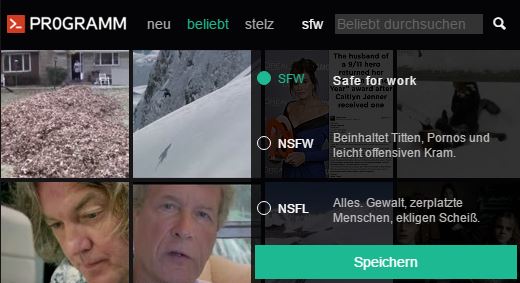 PR0GRAMM neu beliebt stelz sfw Beliebt durchsuchen
SFW Safe for work
NSFW Beinhaltet Titten, Pornos und
leicht offensiven Kram.
NSFL Alles. Gewalt, zerplatzte
Menschen, ekligen Scheiß.
Speichern
The husband of
a 9/11 hero
returned her
Year" award after
Caitlyn Jenner
received one